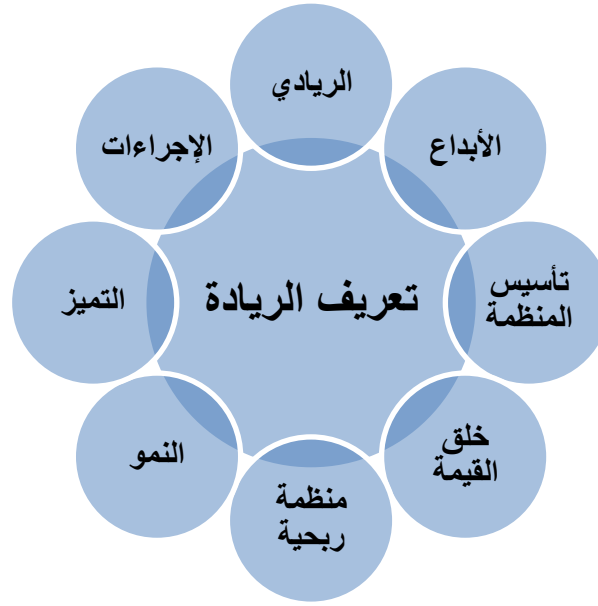 تعريف الريادة
الريادي
الأبداع
تأسيس
المنظمة
خلق
القيمة
منظمة
ربحية
النمو
التميز
الإجراءات